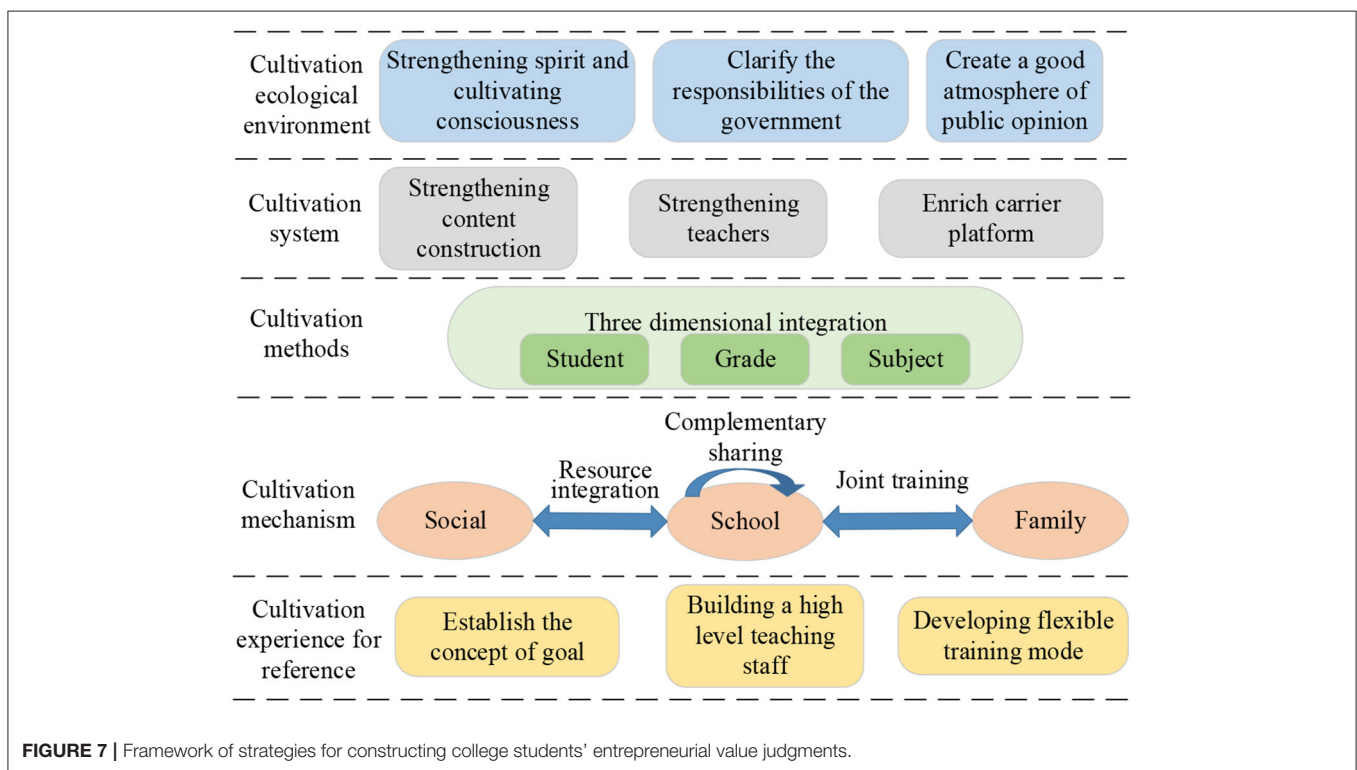 Cultivation
ecological
environment
Strengthening spirit and
cultivating
consciousness
Clarify the
responsibilities of the
government
Create a good
atmosphere of
public opinion
Cultivation
system
Strengthening
content
construction
Strengthening
teachers
Enrich carrier
platform
Cultivation
methods
Three dimensional integration
Student
Grade
Subject
Cultivation
mechanism
Social
Resource
integration
Complementary
sharing
School
Joint training
Family
Cultivation
experience for
reference
Establish the
concept of goal
Building a high
level teaching
staff
Developing flexible
training mode
FIGURE 7 | Framework of strategies for constructing college students’ entrepreneurial value judgments.